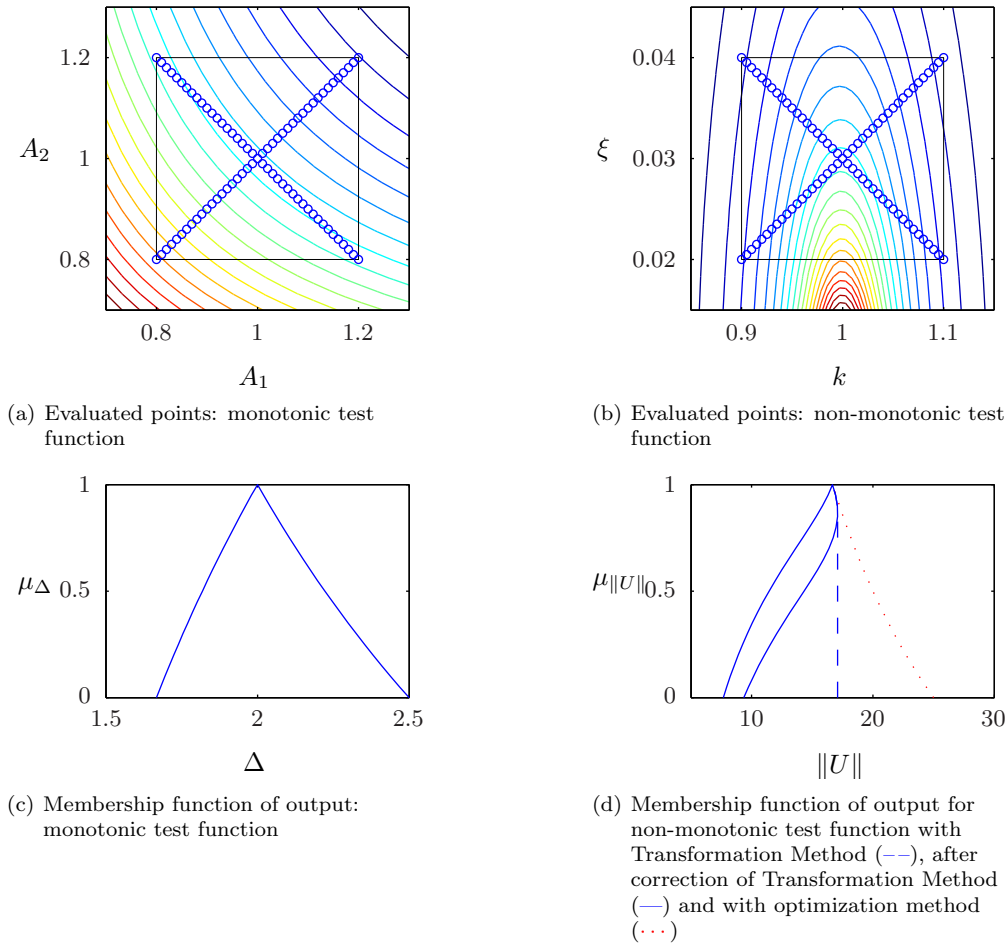 1.2
A₂ 1
0.8
0.8 1 1.2
A₁
(a) Evaluated points: monotonic test
function
0.04
ξ 0.03
0.02
0.9 1 1.1
k
(b) Evaluated points: non-monotonic test
function
1
μ_Δ 0.5
0
1.5 2 2.5
Δ
(c) Membership function of output:
monotonic test function
1
μ_‖U‖ 0.5
0
10 20 30
‖U‖
(d) Membership function of output for
non-monotonic test function with
Transformation Method (−−), after
correction of Transformation Method
(—) and with optimization method
(···)